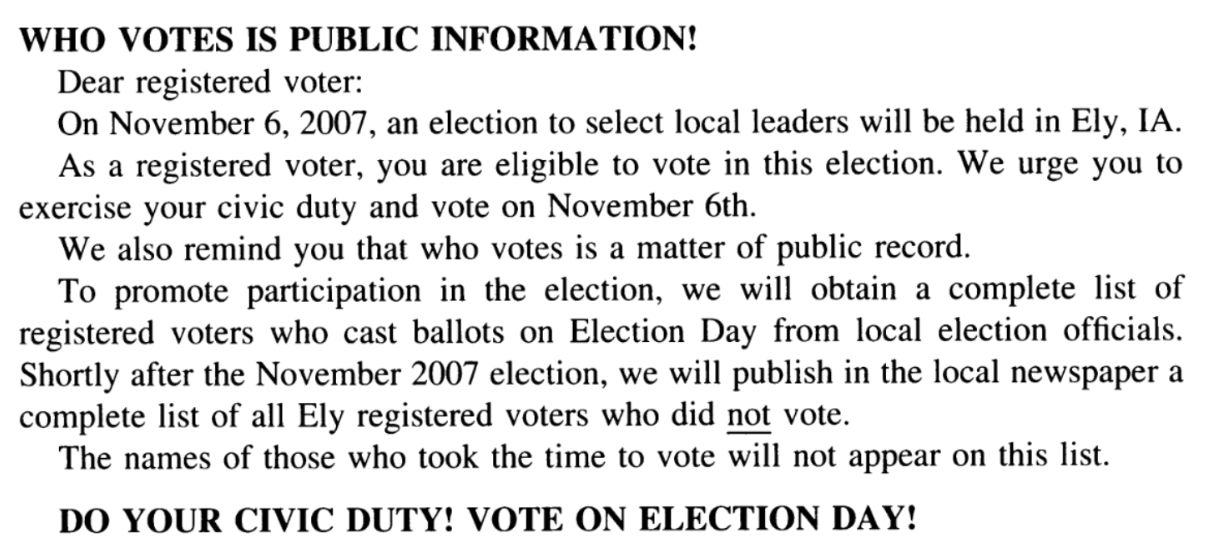 WHO VOTES IS PUBLIC INFORMATION!
Dear registered voter:
On November 6, 2007, an election to select local leaders will be held in Ely, IA.
As a registered voter, you are eligible to vote in this election. We urge you to
exercise your civic duty and vote on November 6th.
We also remind you that who votes is a matter of public record.
To promote participation in the election, we will obtain a complete list of
registered voters who cast ballots on Election Day from local election officials.
Shortly after the November 2007 election, we will publish in the local newspaper a
complete list of all Ely registered voters who did not vote.
The names of those who took the time to vote will not appear on this list.
DO YOUR CIVIC DUTY! VOTE ON ELECTION DAY!